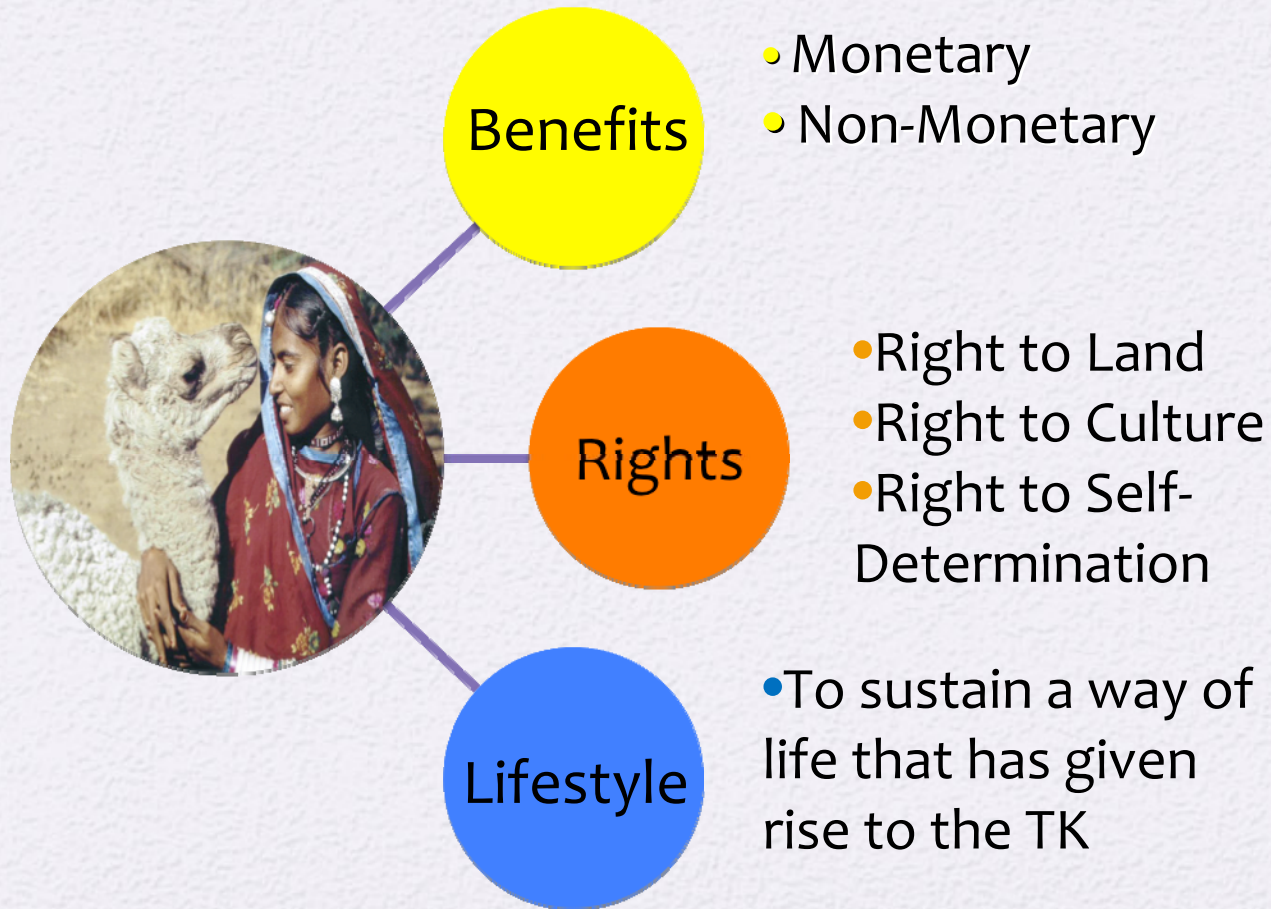 Benefits
• Monetary
• Non-Monetary
Rights
•Right to Land
•Right to Culture
•Right to Self-
Determination
Lifestyle
•To sustain a way of
life that has given
rise to the TK